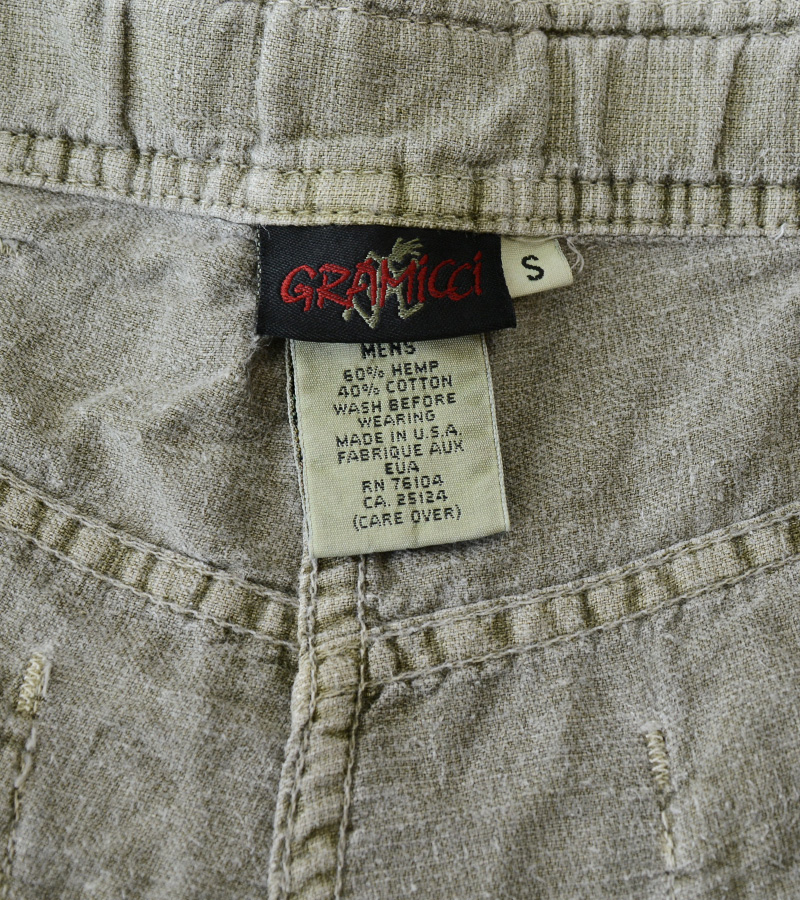 GRAMiCCi
S
MENS
60% HEMP
40% COTTON
WASH BEFORE
WEARING
MADE IN U.S.A.
FABRIQUE AUX
EUA
RN 76104
CA. 25124
(CARE OVER)